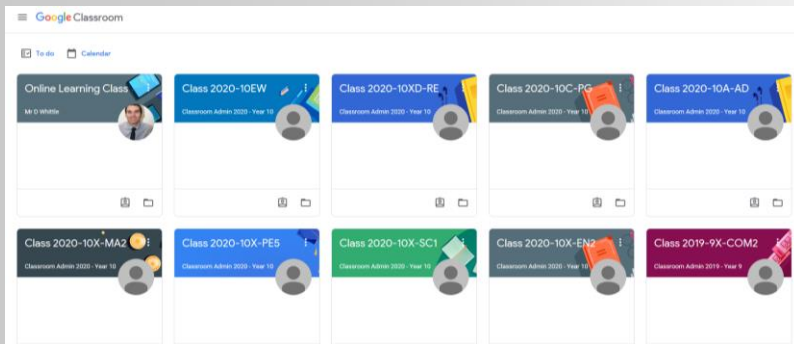 Google Classroom
To do Calendar
Online Learning Class
Mr D Whittle
Class 2020-10EW
Classroom Admin 2020 - Year 10
Class 2020-10XD-RE
Classroom Admin 2020 - Year 10
Class 2020-10C-PG
Classroom Admin 2020 - Year 10
Class 2020-10A-AD
Classroom Admin 2020 - Year 10
Class 2020-10X-MA2
Classroom Admin 2020 - Year 10
Class 2020-10X-PE5
Classroom Admin 2020 - Year 10
Class 2020-10X-SC1
Classroom Admin 2020 - Year 10
Class 2020-10X-EN2
Classroom Admin 2020 - Year 10
Class 2019-9X-COM2
Classroom Admin 2019 - Year 9